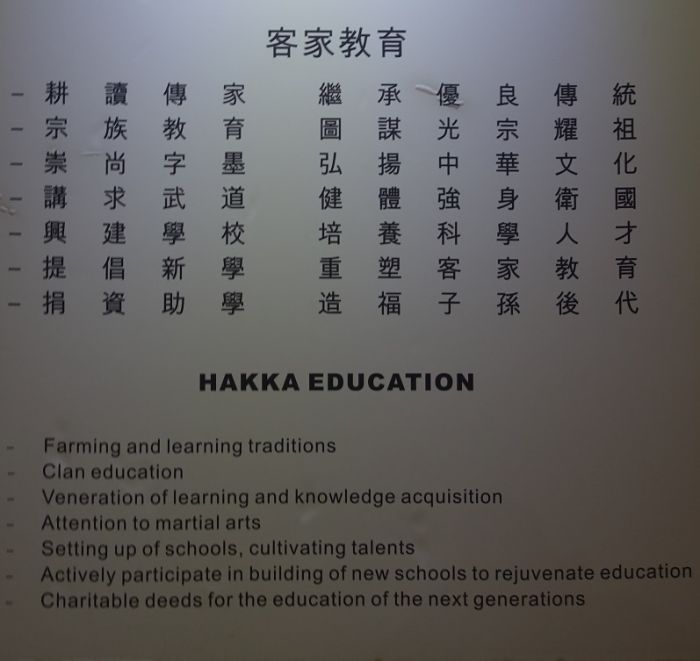 客家教育
- 耕讀傳家 繼承優良傳統
- 宗族教育 圖謀光宗耀祖
- 崇尚字墨 弘揚中華文化
- 講求武道 健體強身衛國
- 興建學校 培養科學人才
- 提倡新學 重塑客家教育
- 捐資助學 造福子孫後代
HAKKA EDUCATION
- Farming and learning traditions
- Clan education
- Veneration of learning and knowledge acquisition
- Attention to martial arts
- Setting up of schools, cultivating talents
- Actively participate in building of new schools to rejuvenate education
- Charitable deeds for the education of the next generations